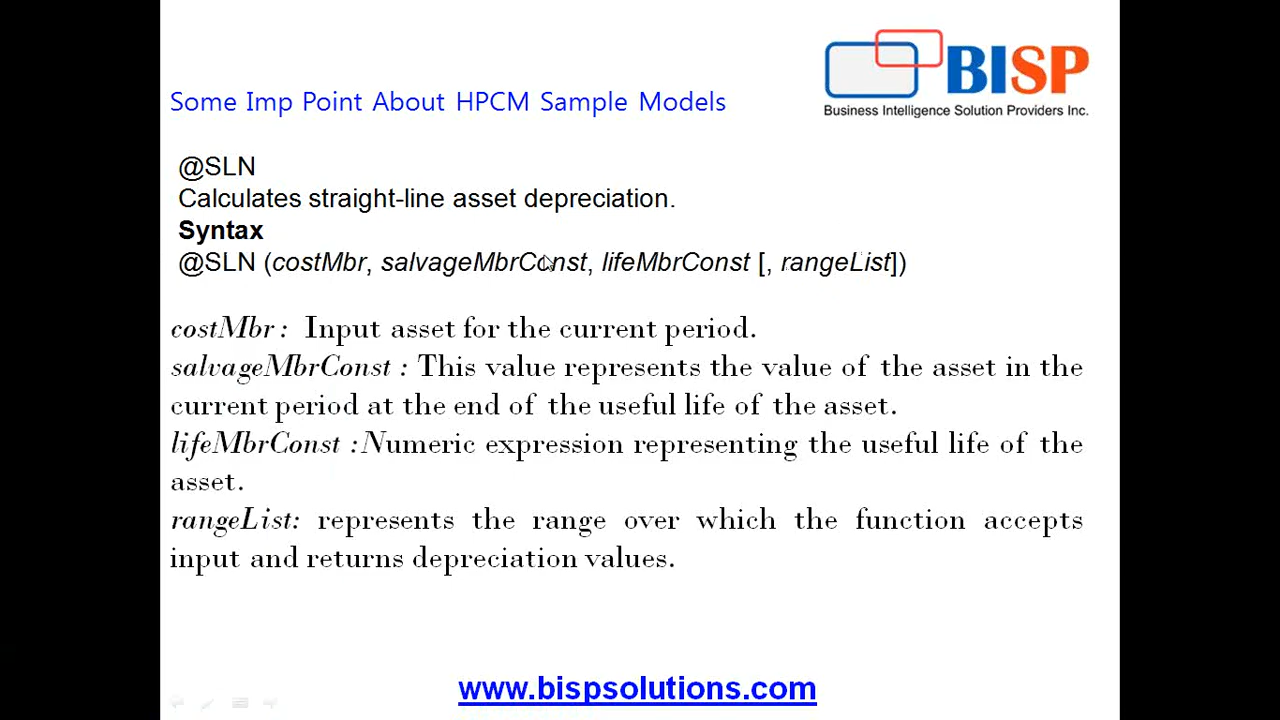 BISP
Business Intelligence Solution Providers Inc.
Some Imp Point About HPCM Sample Models
@SLN
Calculates straight-line asset depreciation.
Syntax
@SLN (costMbr, salvageMbrConst, lifeMbrConst [, rangeList])
costMbr : Input asset for the current period.
salvageMbrConst : This value represents the value of the asset in the
current period at the end of the useful life of the asset.
lifeMbrConst :Numeric expression representing the useful life of the
asset.
rangeList: represents the range over which the function accepts
input and returns depreciation values.
www.bispsolutions.com